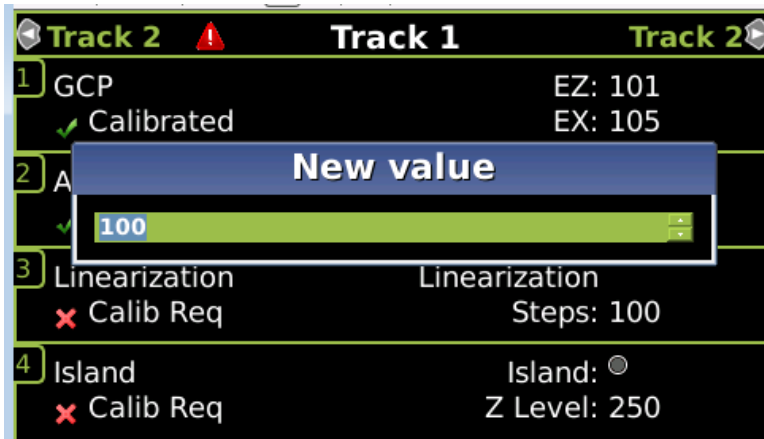 Track 2 Track 1 Track 2
1 GCP EZ: 101
Calibrated EX: 105
New value
2 A
100
3 Linearization Linearization
Calib Req Steps: 100
4 Island Island:
Calib Req Z Level: 250